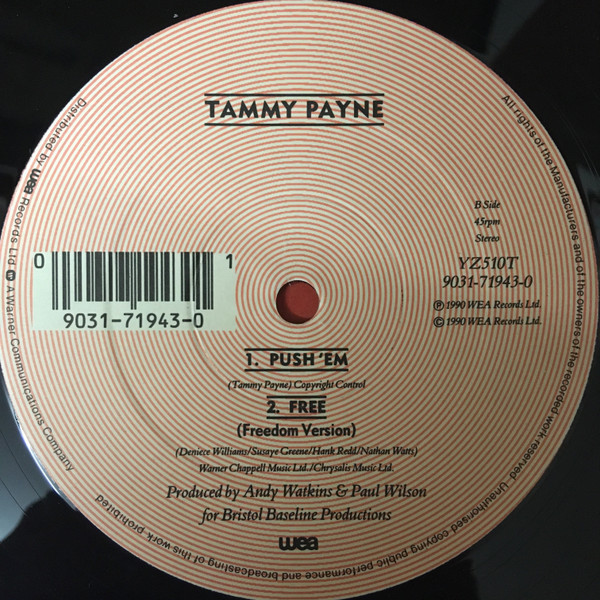 TAMMY PAYNE
B Side
45rpm
Stereo
YZ510T
9031-71943-0
℗ 1990 WEA Records Ltd.
© 1990 WEA Records Ltd.
0 1
9031-71943-0
1. PUSH 'EM
(Tammy Payne) Copyright Control
2. FREE
(Freedom Version)
(Deniece Williams/Susaye Greene/Hank Redd/Nathan Watts)
Warner Chappell Music Ltd./Chrysalis Music Ltd.
Produced by Andy Watkins & Paul Wilson
for Bristol Baseline Productions
wea
All rights of the Manufacturers and of the owners of the recorded work reserved. Unauthorised copying public performance and broadcasting of this work prohibited
Distributed by wea Records Ltd. A Warner Communications Company